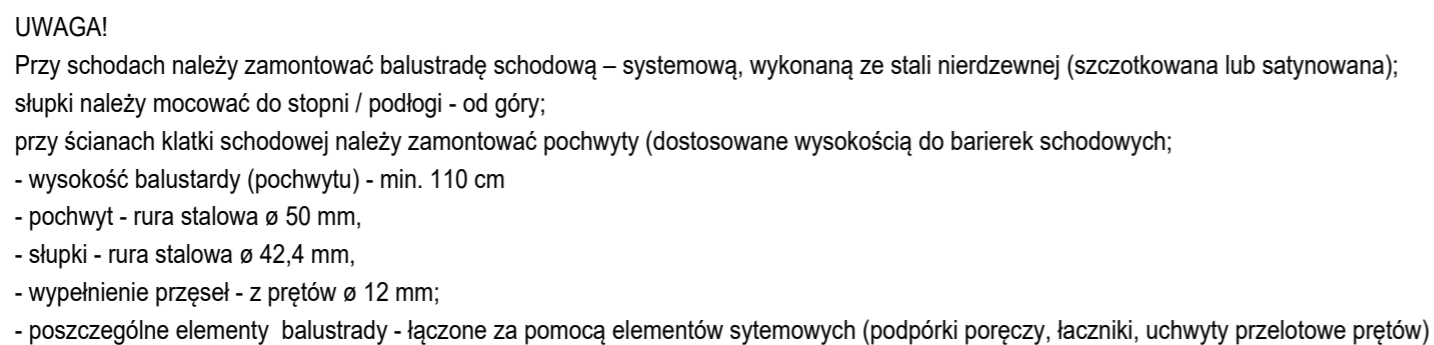 UWAGA!
Przy schodach należy zamontować balustradę schodową – systemową, wykonaną ze stali nierdzewnej (szczotkowana lub satynowana);
słupki należy mocować do stopni / podłogi - od góry;
przy ścianach klatki schodowej należy zamontować pochwyty (dostosowane wysokością do barierek schodowych;
- wysokość balustardy (pochwytu) - min. 110 cm
- pochwyt - rura stalowa ø 50 mm,
- słupki - rura stalowa ø 42,4 mm,
- wypełnienie przęseł - z prętów ø 12 mm;
- poszczególne elementy  balustrady - łączone za pomocą elementów sytemowych (podpórki poręczy, łaczniki, uchwyty przelotowe prętów)